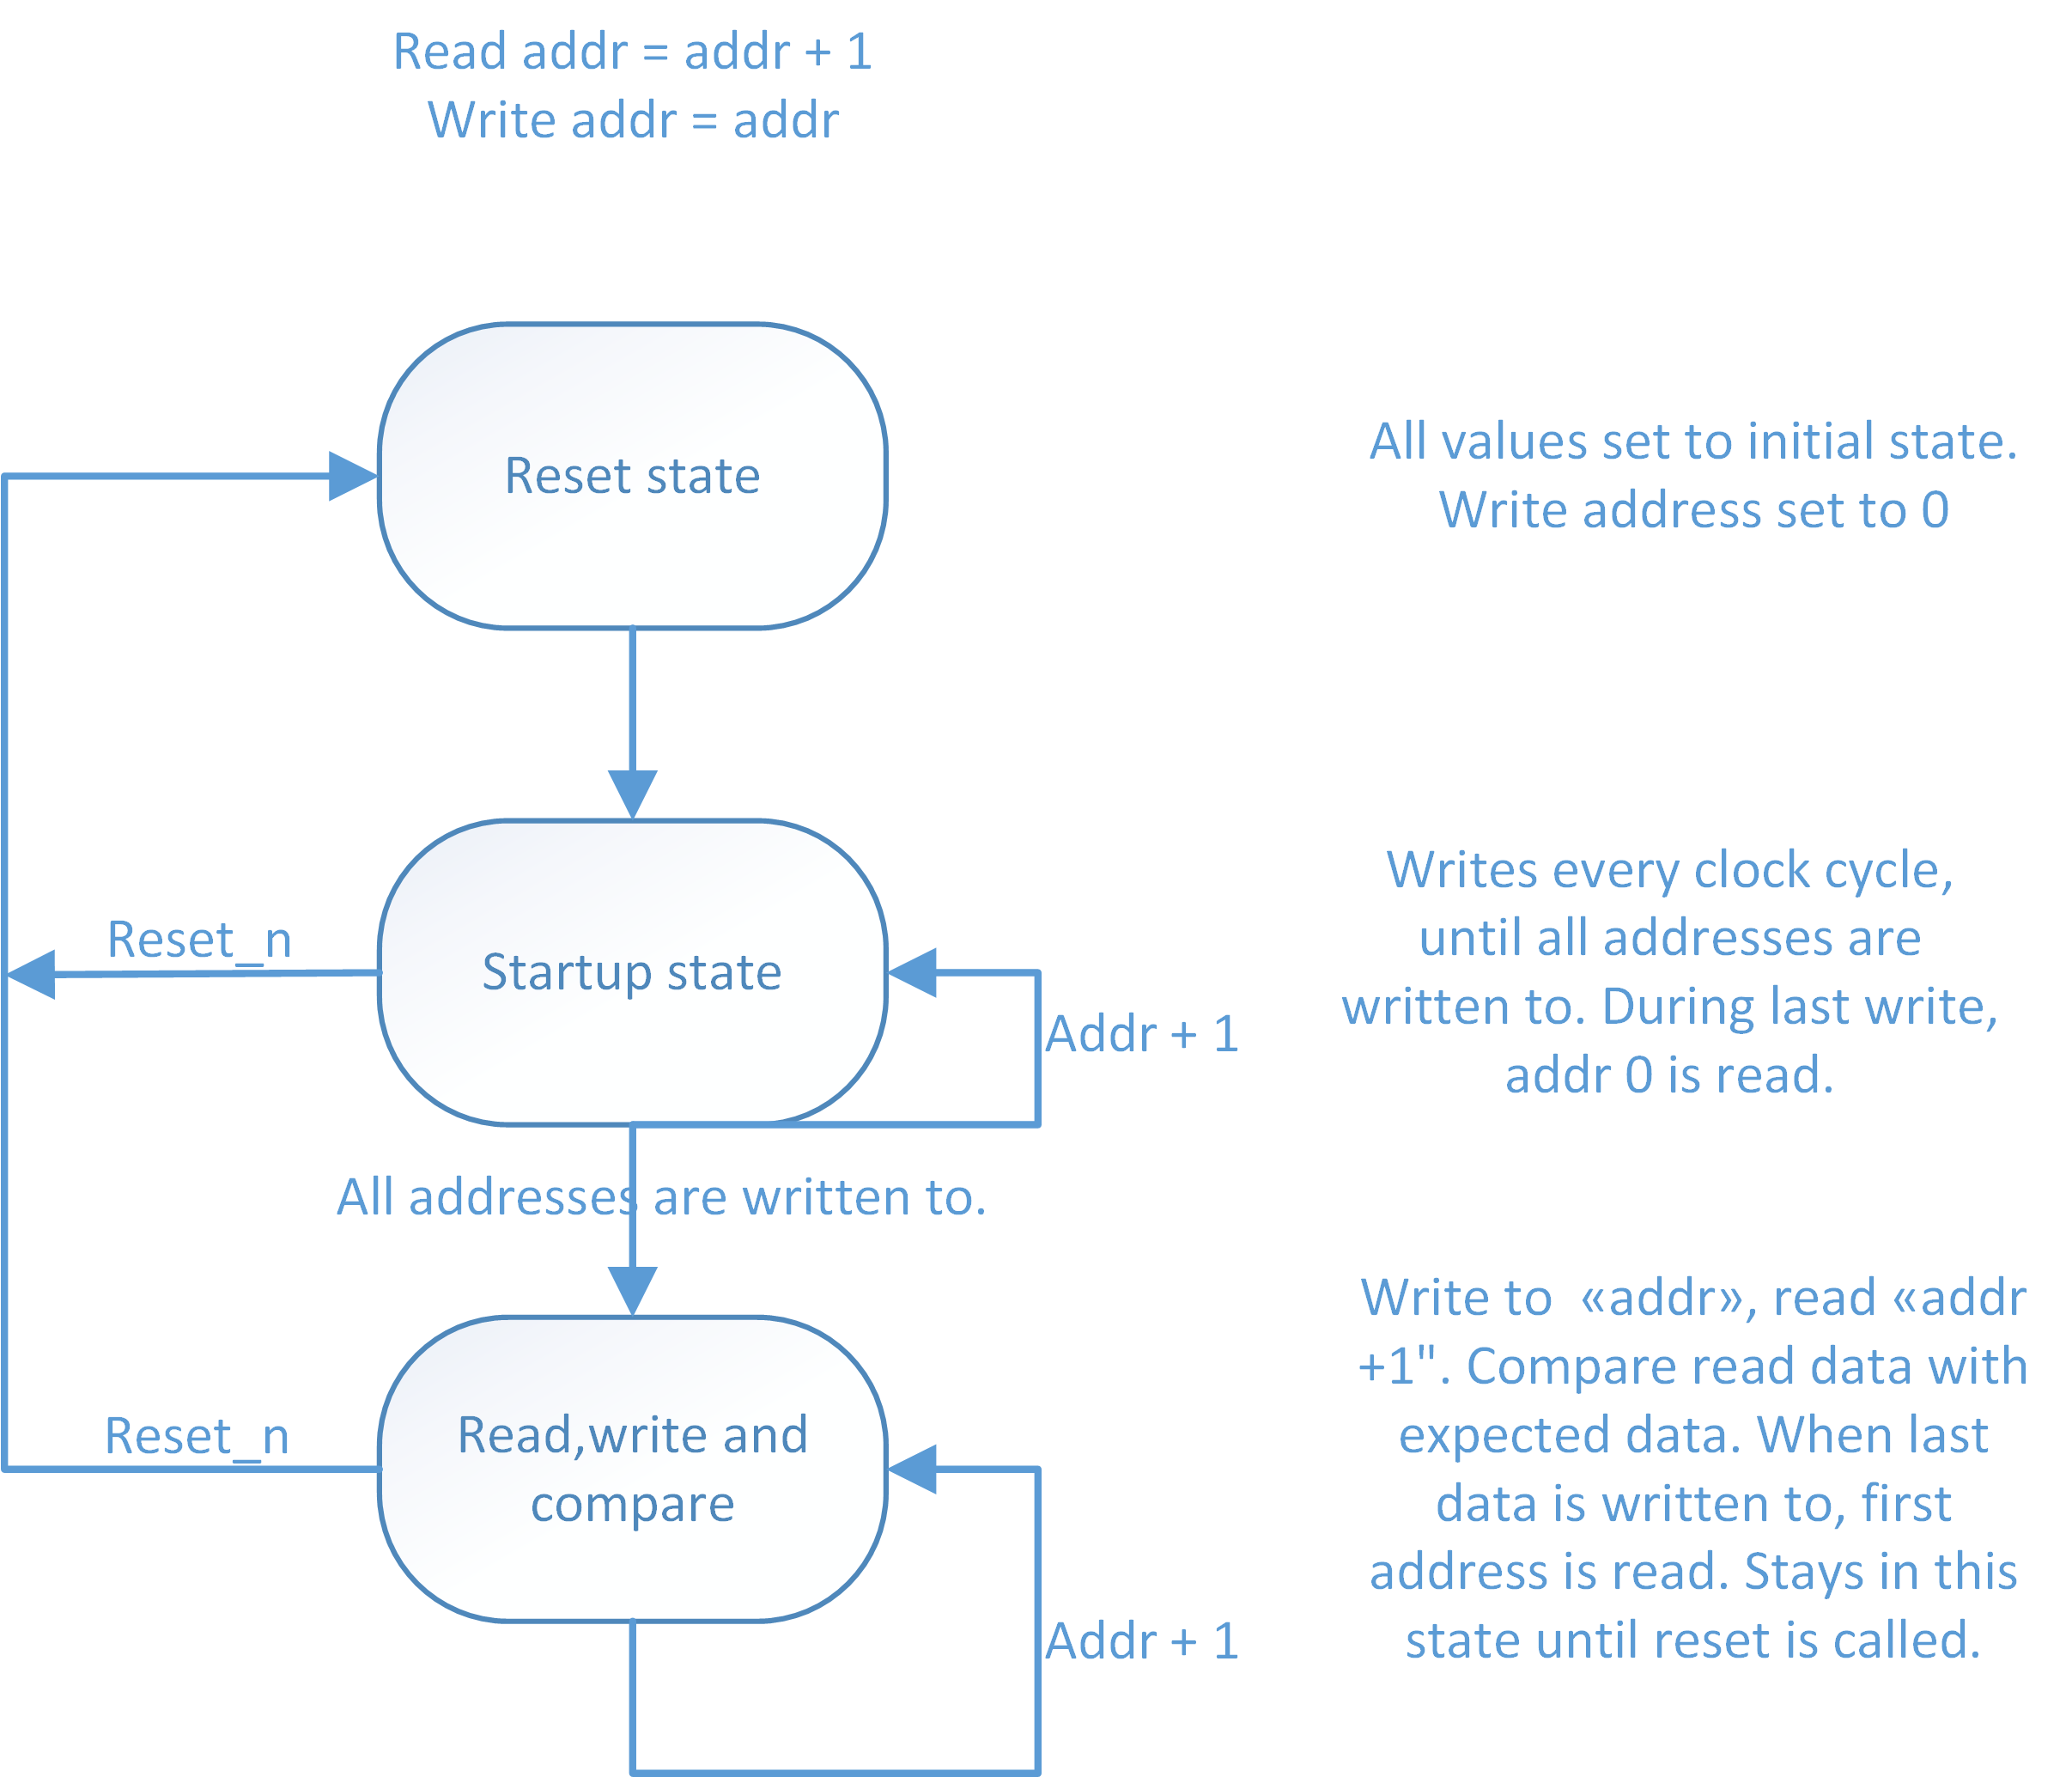 Read addr = addr + 1
Write addr = addr
Reset state
All values set to initial state.
Write address set to 0
Reset_n
Startup state
Addr + 1
Writes every clock cycle,
until all addresses are
written to. During last write,
addr 0 is read.
All addresses are written to.
Reset_n
Read,write and
compare
Addr + 1
Write to  «addr», read «addr
+1". Compare read data with
expected data. When last
data is written to, first
address is read. Stays in this
state until reset is called.